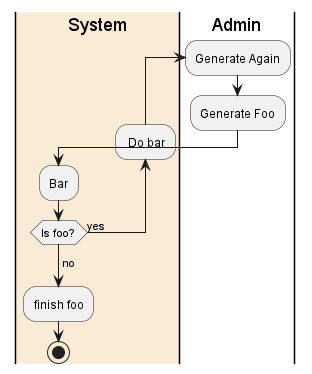 System
Admin
Generate Again
Generate Foo
Do bar
Bar
Is foo?
yes
no
finish foo